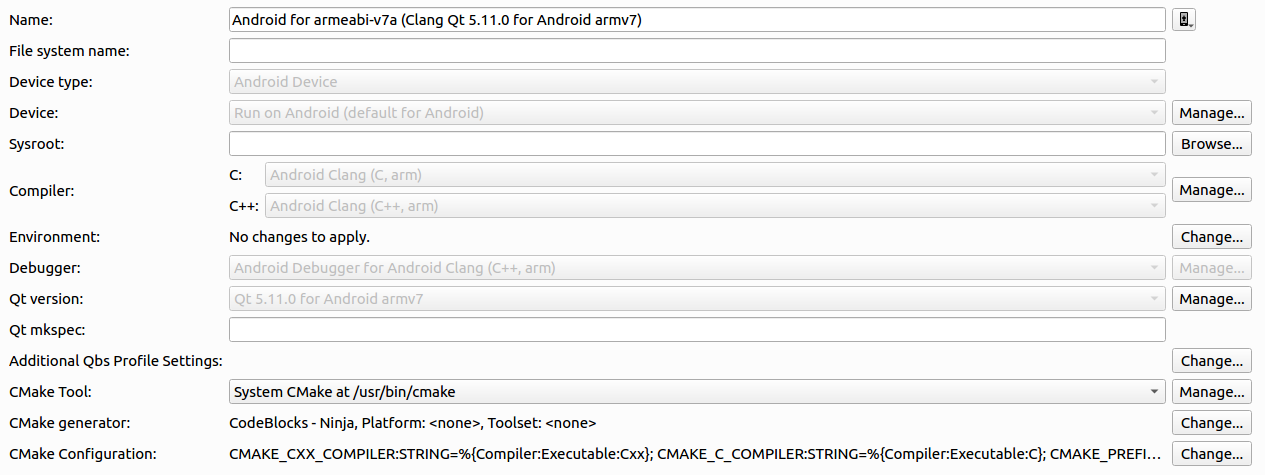 Name: Android for armeabi-v7a (Clang Qt 5.11.0 for Android armv7)
File system name:
Device type: Android Device
Device: Run on Android (default for Android) Manage...
Sysroot: Browse...
Compiler: C: Android Clang (C, arm) Manage...
C++: Android Clang (C++, arm)
Environment: No changes to apply. Change...
Debugger: Android Debugger for Android Clang (C++, arm) Manage...
Qt version: Qt 5.11.0 for Android armv7 Manage...
Qt mkspec:
Additional Qbs Profile Settings: Change...
CMake Tool: System CMake at /usr/bin/cmake Manage...
CMake generator: CodeBlocks - Ninja, Platform: <none>, Toolset: <none> Change...
CMake Configuration: CMAKE_CXX_COMPILER:STRING=%{Compiler:Executable:Cxx}; CMAKE_C_COMPILER:STRING=%{Compiler:Executable:C}; CMAKE_PREFI... Change...